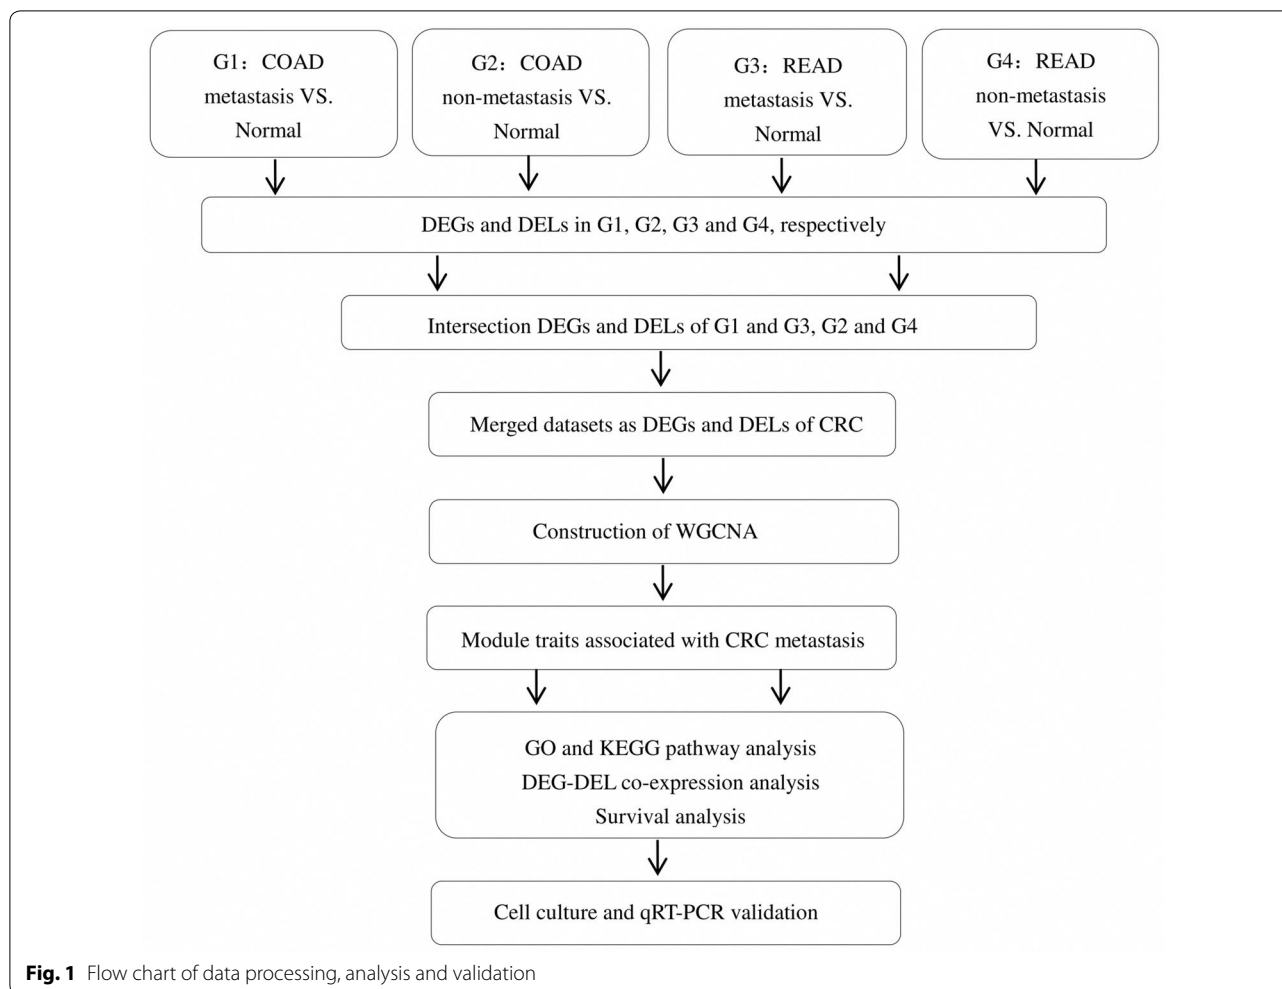 G1：COAD
metastasis VS.
Normal
G2：COAD
non-metastasis VS.
Normal
G3：READ
metastasis VS.
Normal
G4：READ
non-metastasis
VS. Normal
DEGs and DELs in G1, G2, G3 and G4, respectively
Intersection DEGs and DELs of G1 and G3, G2 and G4
Merged datasets as DEGs and DELs of CRC
Construction of WGCNA
Module traits associated with CRC metastasis
GO and KEGG pathway analysis
DEG-DEL co-expression analysis
Survival analysis
Cell culture and qRT-PCR validation
Fig. 1 Flow chart of data processing, analysis and validation